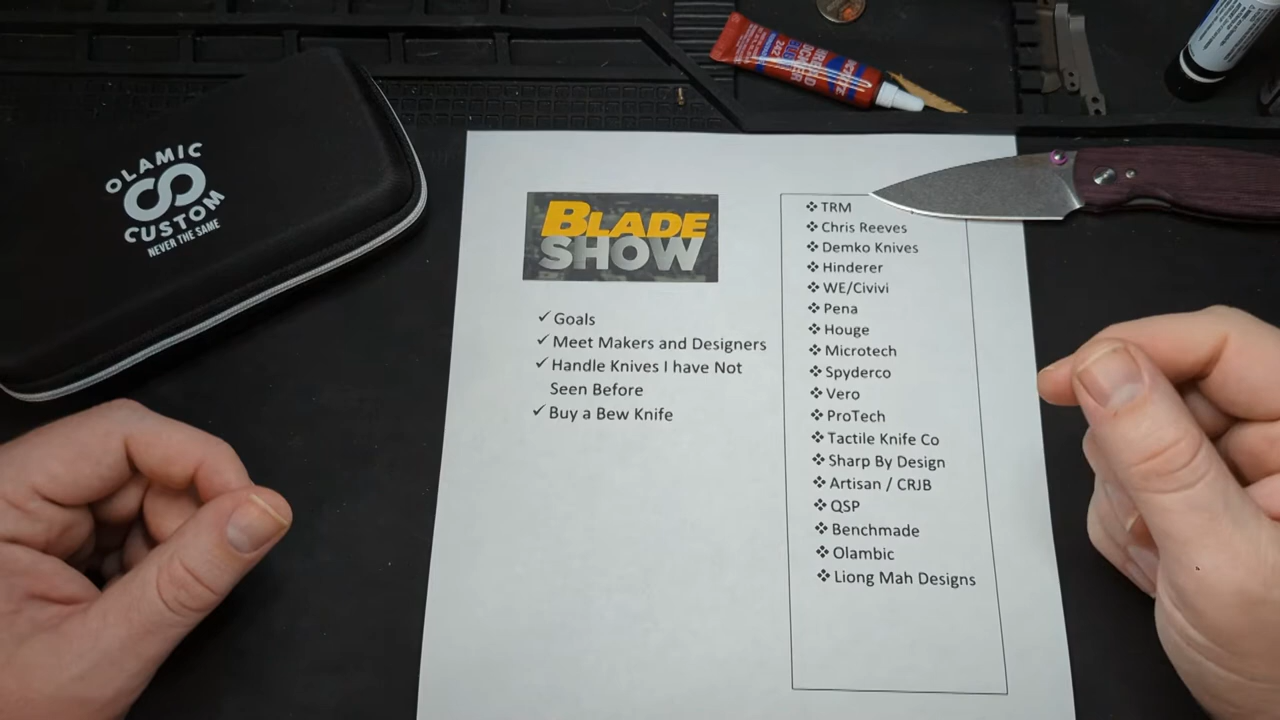 OLAMIC
CUSTOM
NEVER THE SAME
242
BLADE
SHOW
Goals
Meet Makers and Designers
Handle Knives I have Not
Seen Before
Buy a Bew Knife
TRM
Chris Reeves
Demko Knives
Hinderer
WE/Civivi
Pena
Houge
Microtech
Spyderco
Vero
ProTech
Tactile Knife Co
Sharp By Design
Artisan / CRJB
QSP
Benchmade
Olambic
Liong Mah Designs